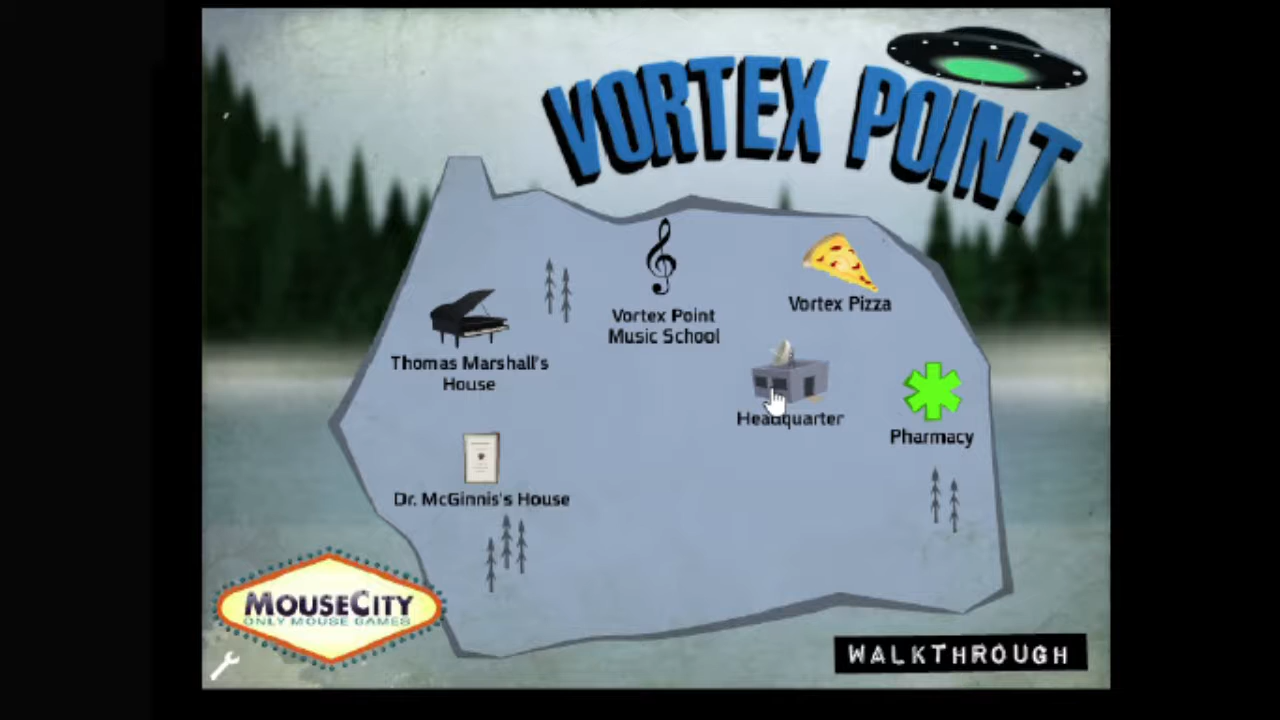 VORTEX POINT
Vortex Pizza
Vortex Point
Music School
Thomas Marshall's
House
Headquarter
Pharmacy
Dr. McGinnis's House
MOUSECITY
ONLY MOUSE GAMES
WALKTHROUGH